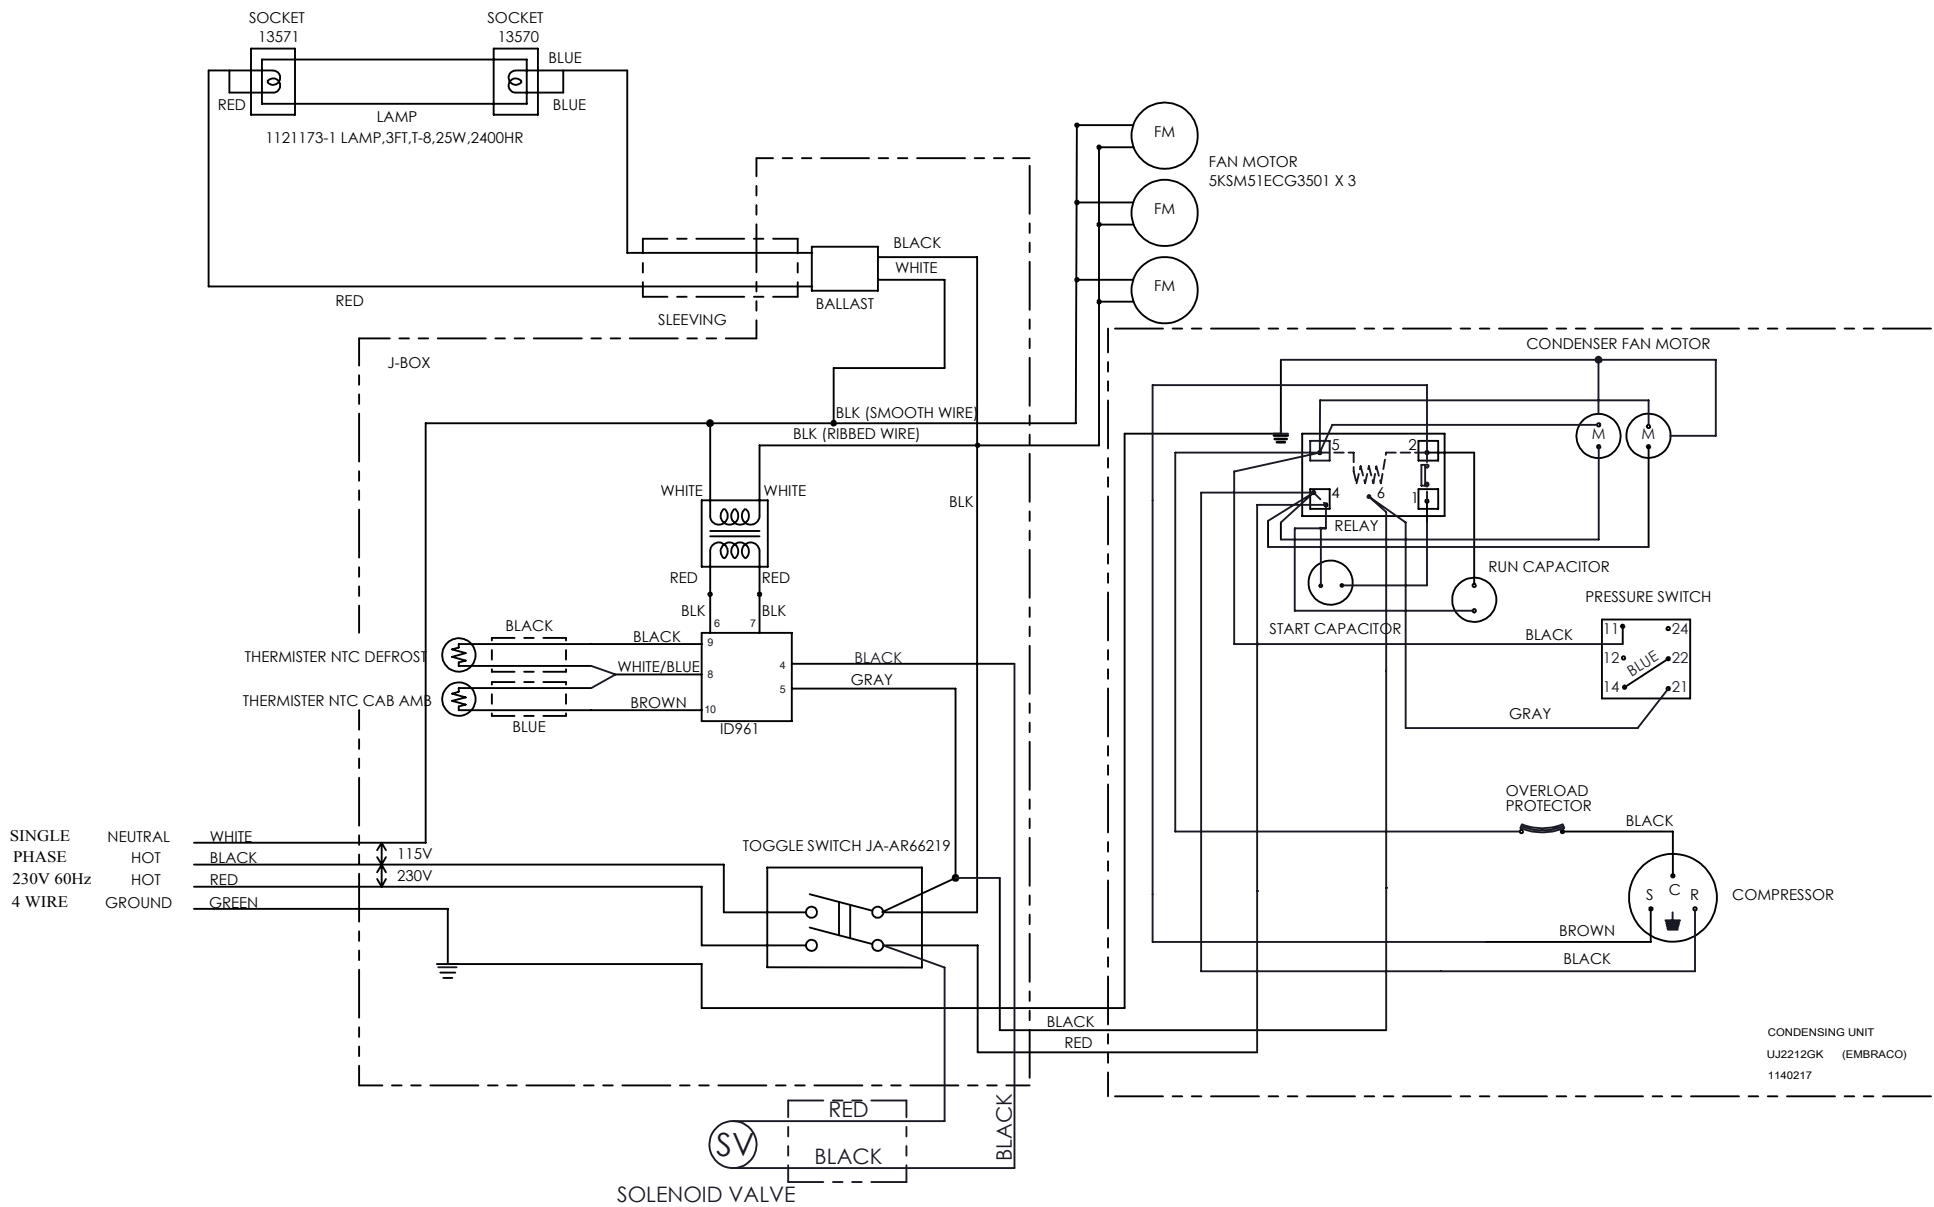 SOCKET
13571
SOCKET
13570
BLUE
RED
BLUE
LAMP
1121173-1 LAMP,3FT,T-8,25W,2400HR
FM
FAN MOTOR
5KSM51ECG3501 X 3
FM
FM
BLACK
WHITE
BALLAST
RED
SLEEVING
J-BOX
CONDENSER FAN MOTOR
BLK (SMOOTH WIRE)
BLK (RIBBED WIRE)
M
M
5
2
4
6
1
RELAY
WHITE
WHITE
BLK
RED
RED
BLK
BLK
6
7
RUN CAPACITOR
START CAPACITOR
PRESSURE SWITCH
BLACK
11
24
12
BLUE
22
14
21
GRAY
BLACK
BLACK
9
THERMISTER NTC DEFROST
WHITE/BLUE
8
4
BLACK
5
GRAY
THERMISTER NTC CAB AMB
BROWN
10
BLUE
ID961
OVERLOAD
PROTECTOR
BLACK
S
C
R
COMPRESSOR
BROWN
BLACK
SINGLE
PHASE
230V 60Hz
4 WIRE
NEUTRAL
WHITE
HOT
BLACK
115V
HOT
RED
230V
GROUND
GREEN
TOGGLE SWITCH JA-AR66219
BLACK
RED
CONDENSING UNIT
UJ2212GK (EMBRACO)
1140217
RED
SV
BLACK
BLACK
SOLENOID VALVE